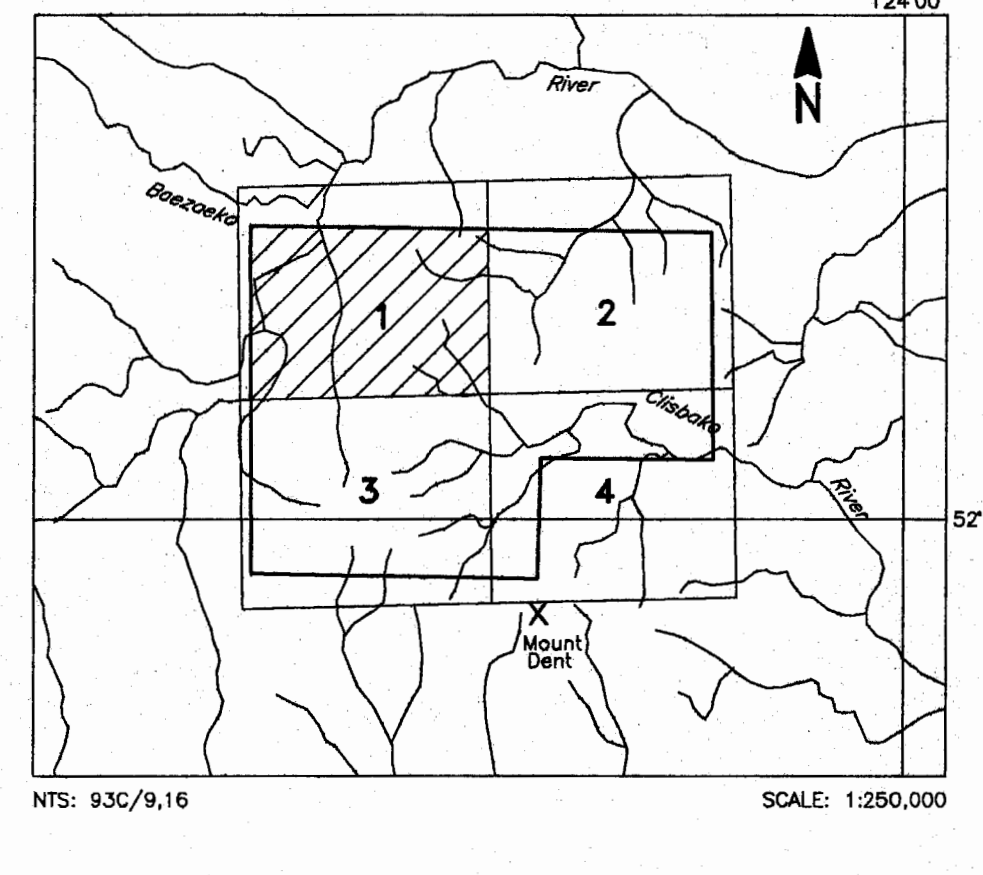 124°00'
River
N
Baezaeko
1
2
Clisbako
3
4
River
52°
X
Mount
Dent
NTS: 93C/9,16
SCALE: 1:250,000